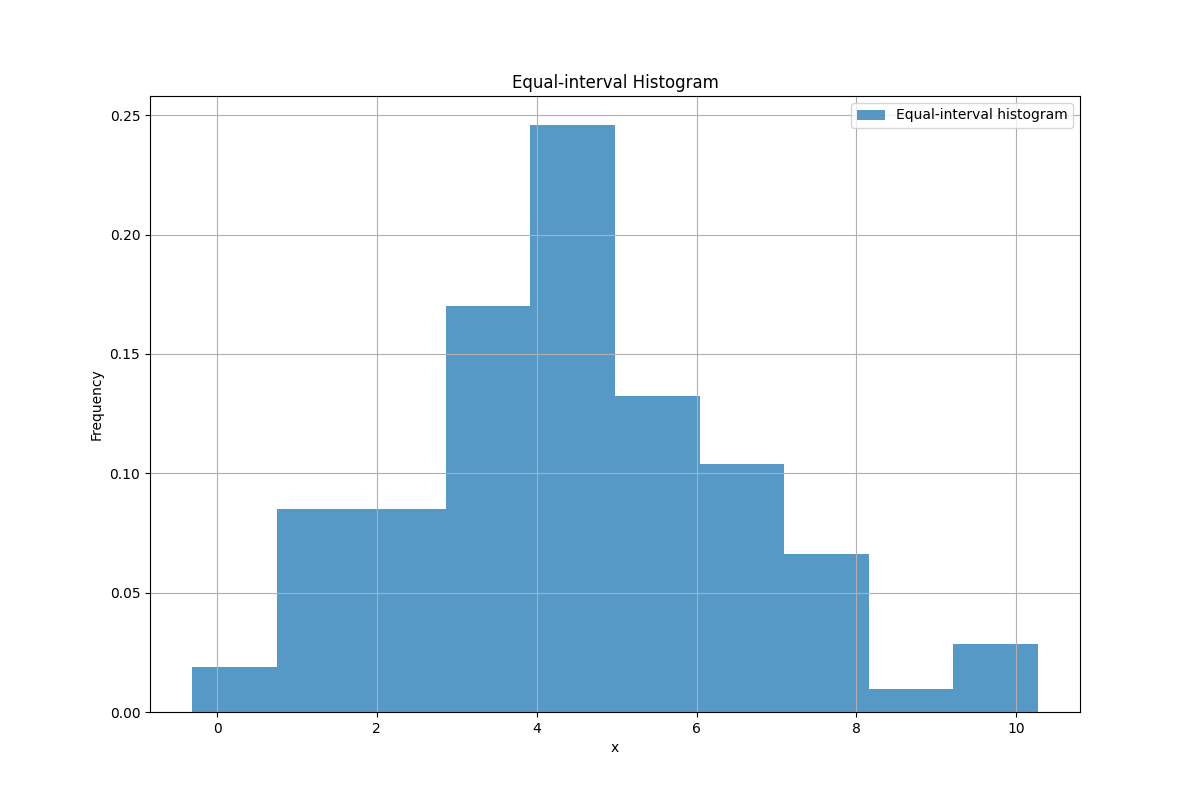 Equal-interval Histogram
Equal-interval histogram
0.25
0.20
0.15
0.10
0.05
0.00
Frequency
0 2 4 6 8 10
x